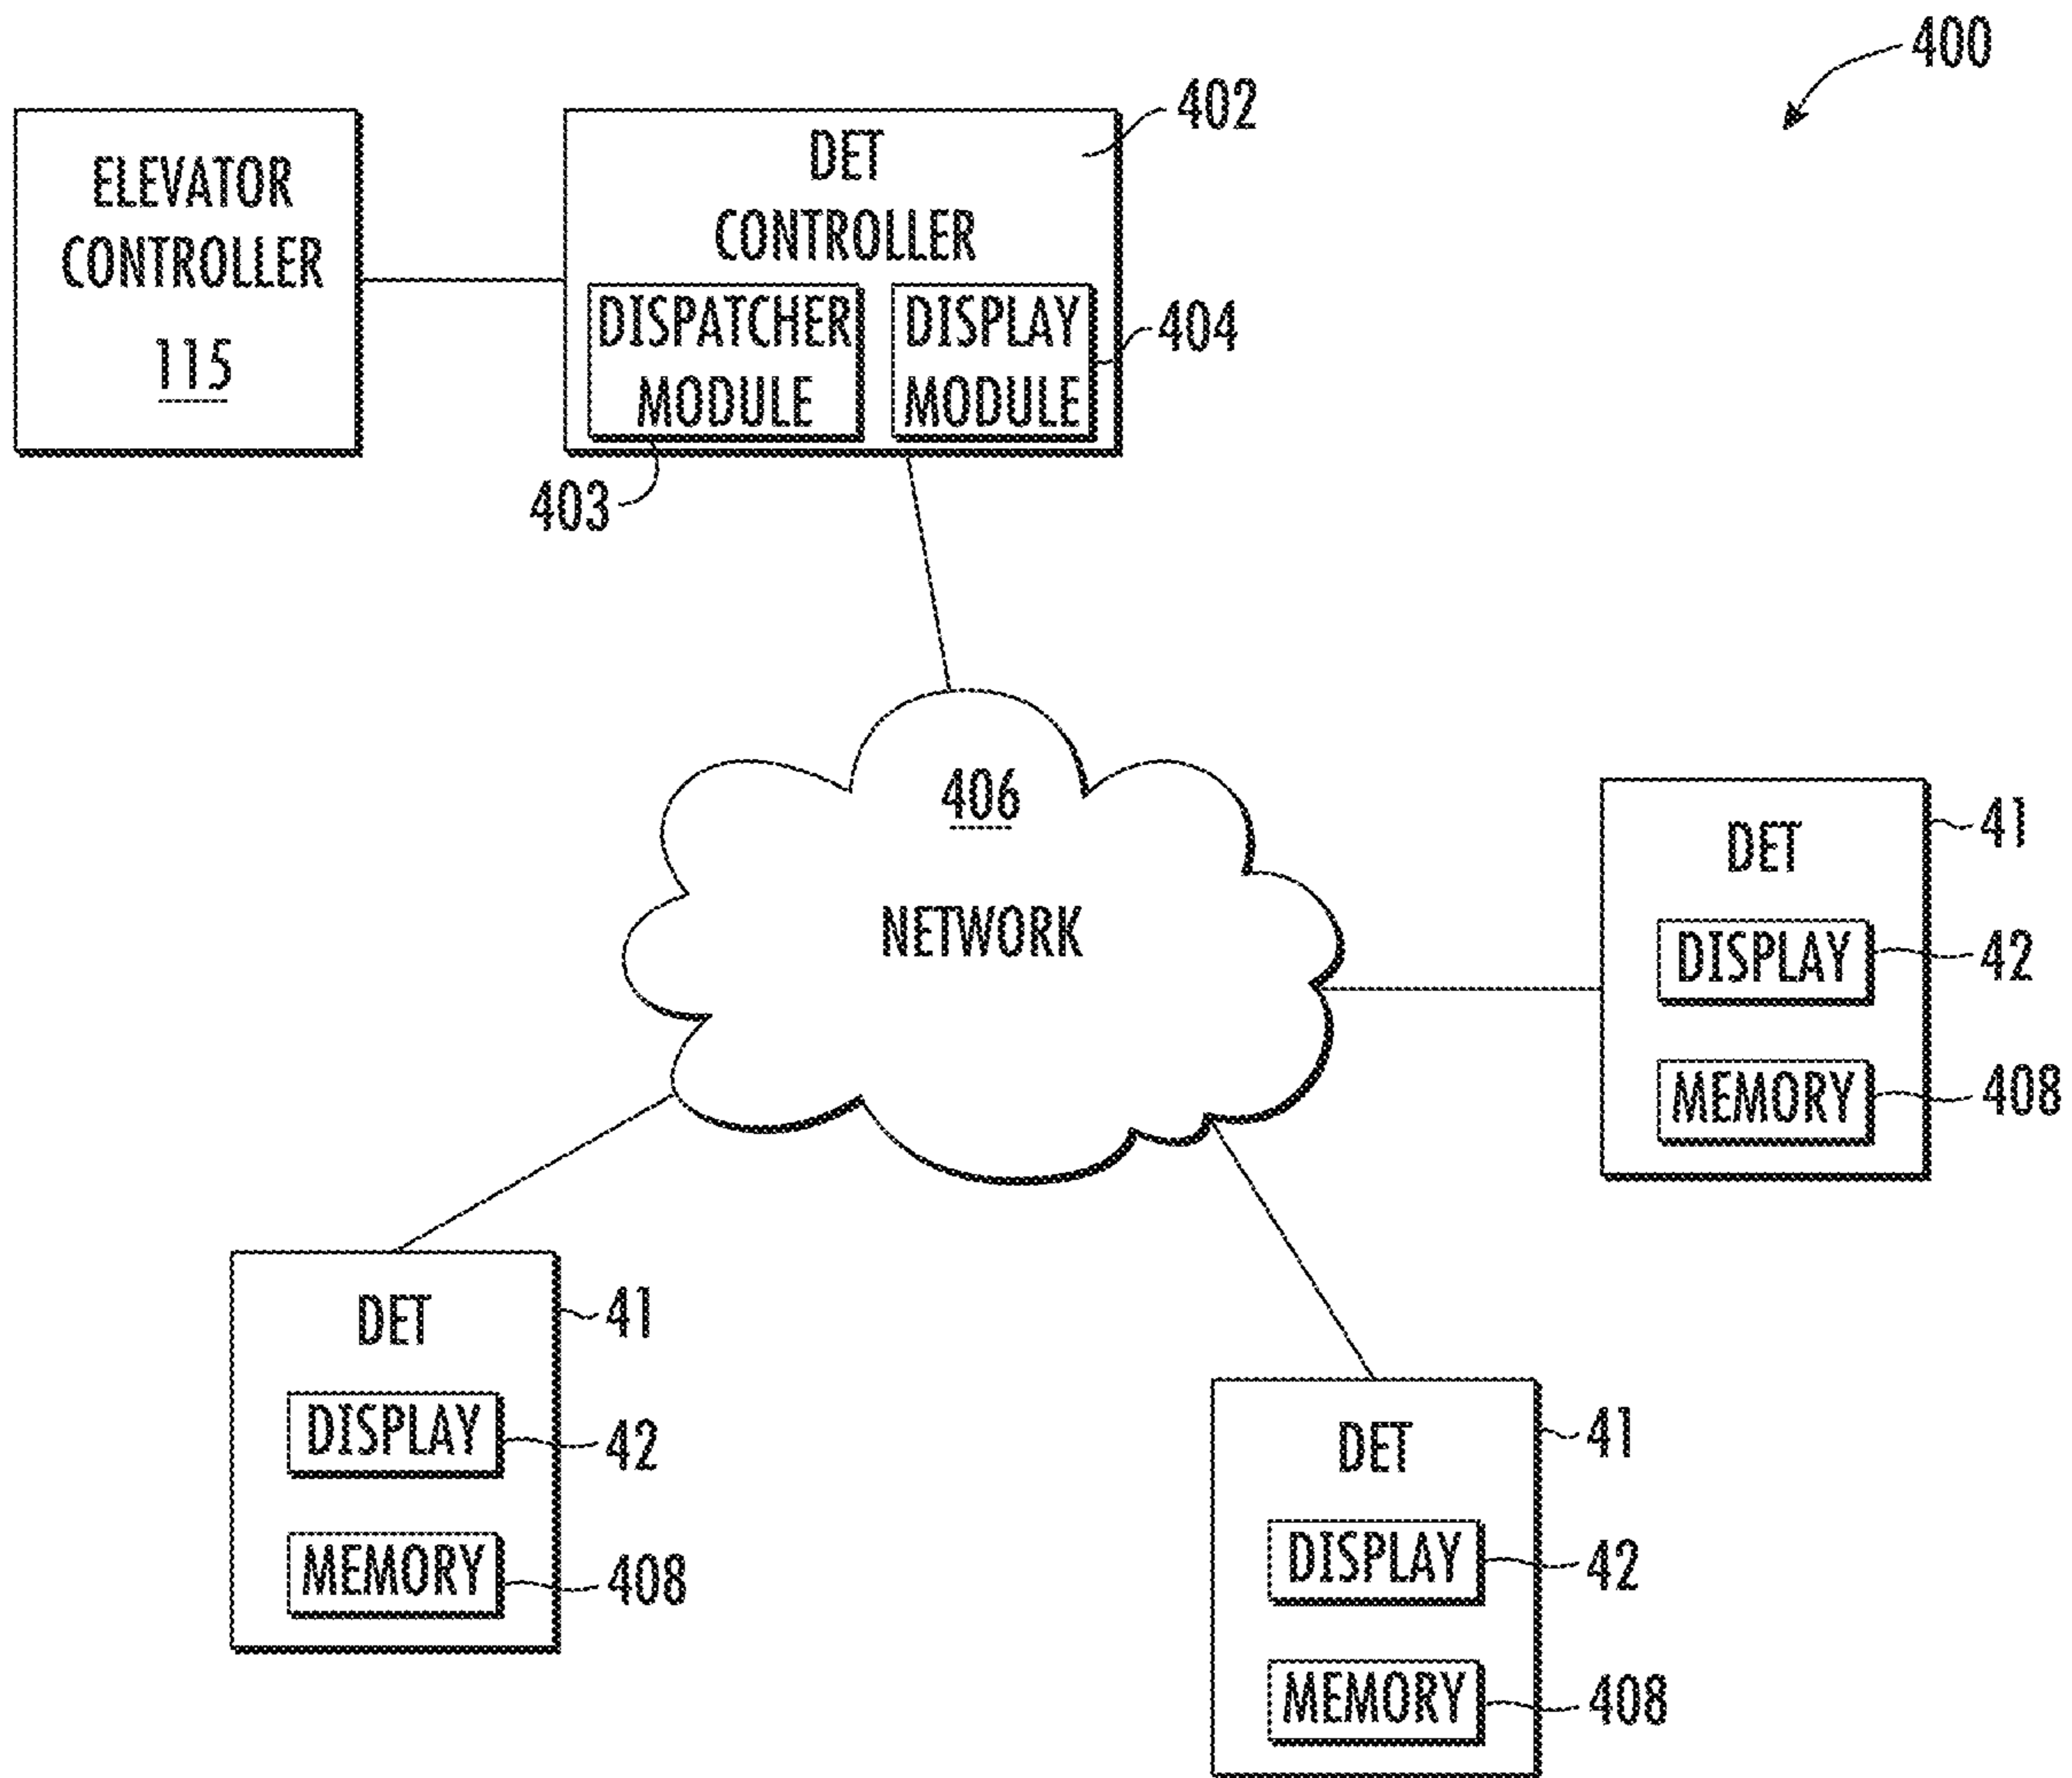 400
402
ELEVATOR
CONTROLLER
115
DET
CONTROLLER
DISPATCHER
MODULE
DISPLAY
MODULE
404
403
406
NETWORK
DET
41
DISPLAY
42
MEMORY
408
DET
41
DISPLAY
42
MEMORY
408
DET
41
DISPLAY
42
MEMORY
408